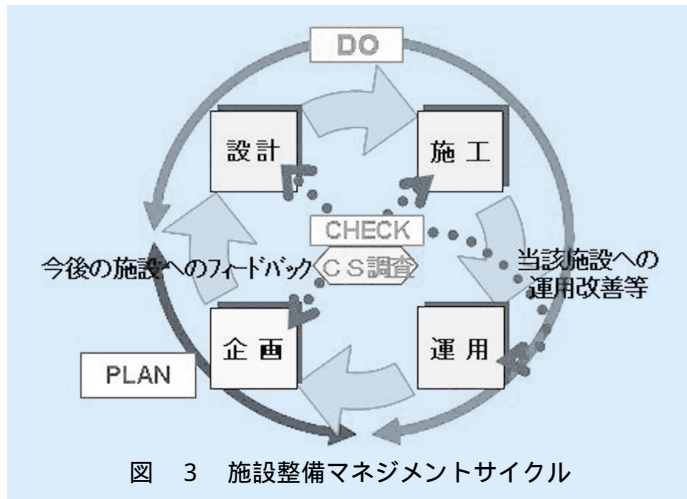 DO
設計
施工
CHECK
今後の施設へのフィードバック
CS調査
当該施設への
運用改善等
企画
運用
PLAN
図 3 施設整備マネジメントサイクル